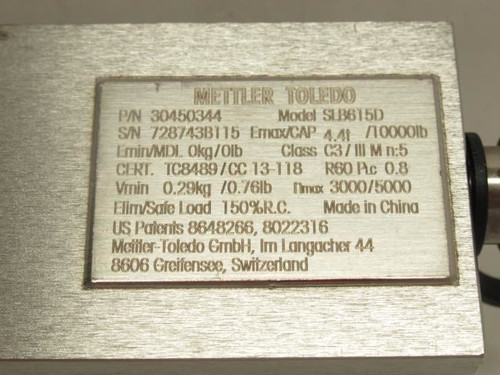 METTLER TOLEDO
P/N 30450344 Model SLB615D
S/N 7287438115 Emax/CAP 4.4t /10000lb
Emin/MDL 0kg/0lb Class C3/III M n:5
CERT. TC8489/CC 13-118 R60 PLC 0.8
Vmin 0.29kg /0.76lb nmax 3000/5000
Elim/Safe Load 150%R.C. Made in China
US Patents 8648266, 8022316
Mettler-Toledo GmbH, Im Langacher 44
8606 Greifensee, Switzerland